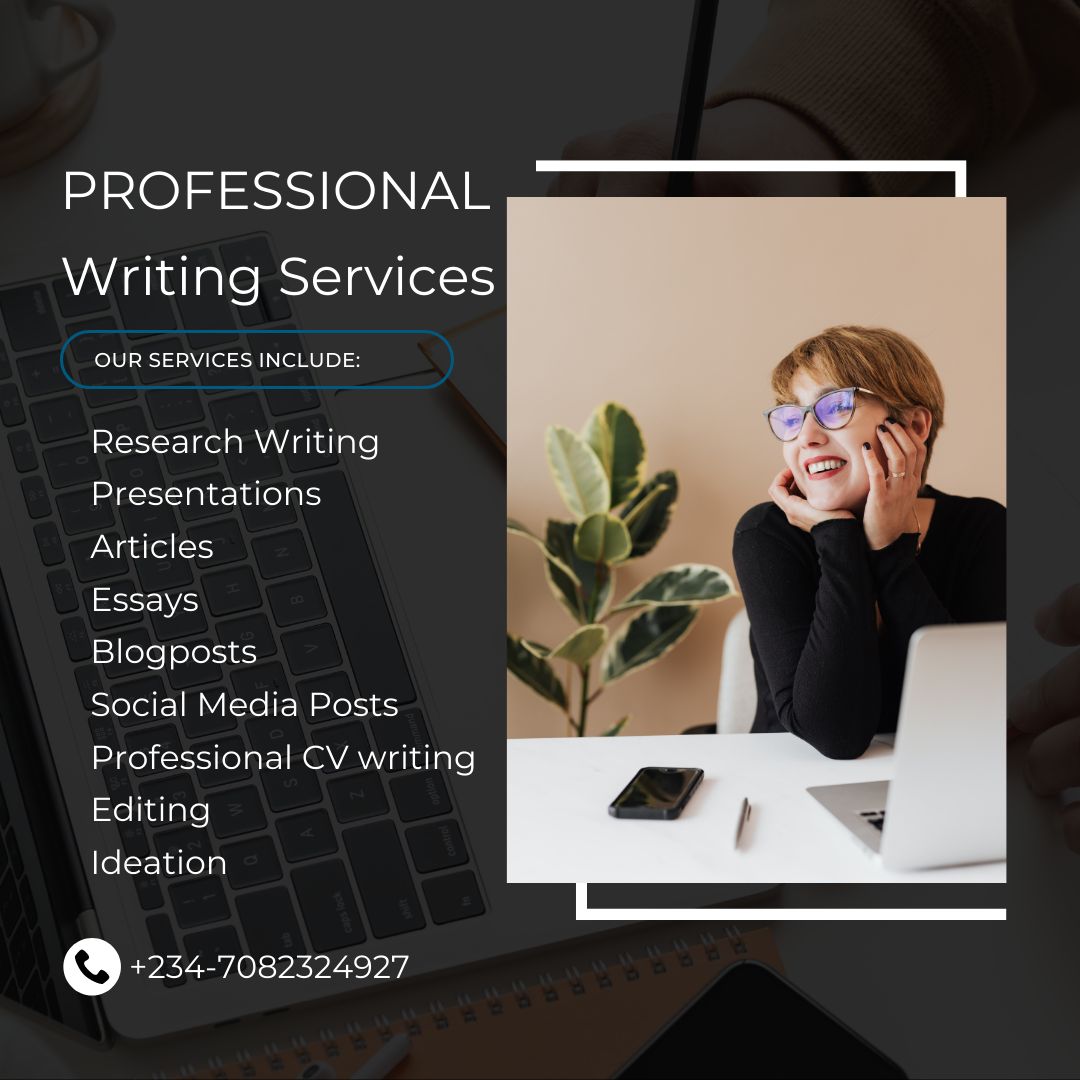 PROFESSIONAL
Writing Services
OUR SERVICES INCLUDE:
Research Writing
Presentations
Articles
Essays
Blogposts
Social Media Posts
Professional CV writing
Editing
Ideation
+234-7082324927